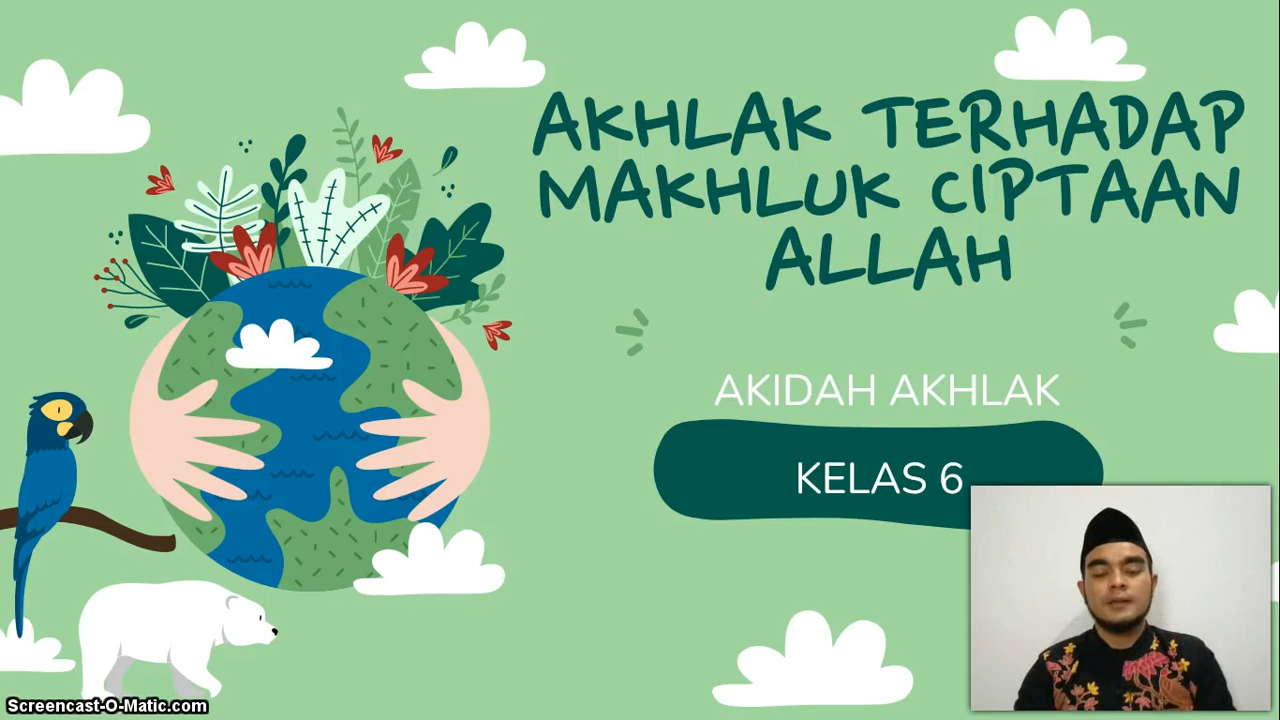 AKHLAK TERHADAP
MAKHLUK CIPTAAN
ALLAH
AKIDAH AKHLAK
KELAS 6
Screencast-O-Matic.com